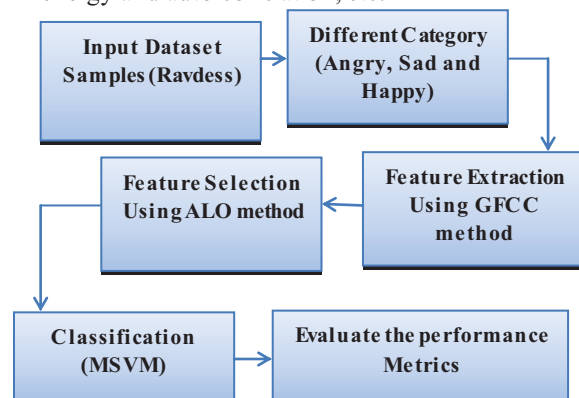 Input Dataset
Samples (Ravdess)
Different Category
(Angry, Sad and
Happy)
Feature Extraction
Using GFCC
method
Feature Selection
Using ALO method
Classification
(MSVM)
Evaluate the performance
Metrics